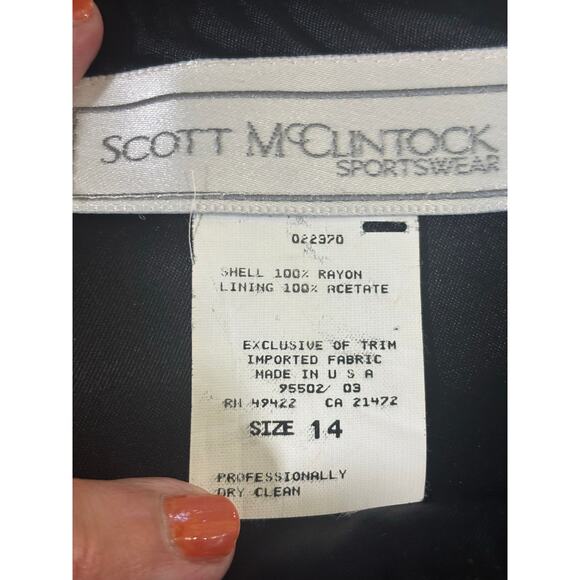 SCOTT McCLINTOCK
SPORTSWEAR
022370
SHELL 100% RAYON
LINING 100% ACETATE
EXCLUSIVE OF TRIM
IMPORTED FABRIC
MADE IN U S A
95502/ 03
RN 49422 CA 21472
SIZE 14
PROFESSIONALLY
DRY CLEAN